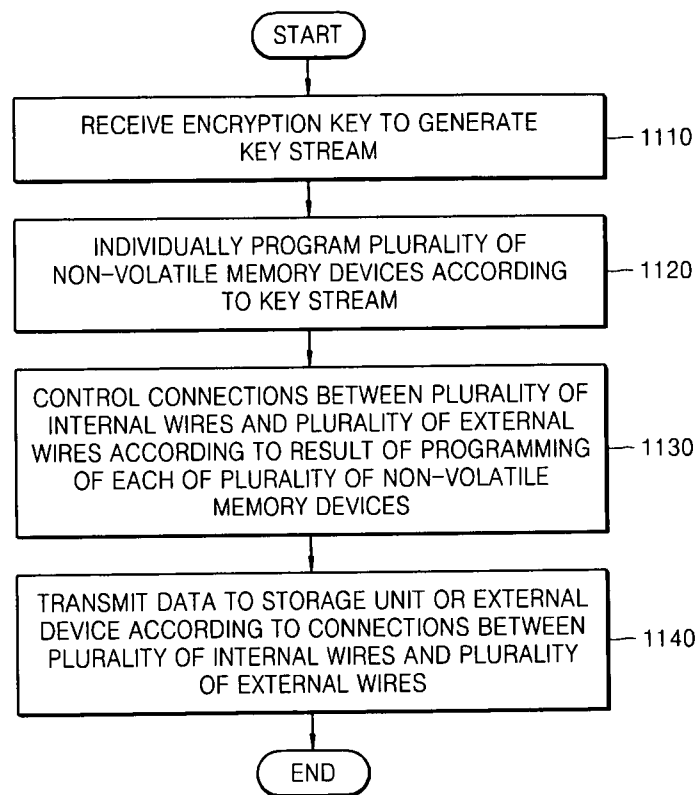 START
RECEIVE ENCRYPTION KEY TO GENERATE
KEY STREAM
1110
INDIVIDUALLY PROGRAM PLURALITY OF
NON-VOLATILE MEMORY DEVICES ACCORDING
TO KEY STREAM
1120
CONTROL CONNECTIONS BETWEEN PLURALITY OF
INTERNAL WIRES AND PLURALITY OF EXTERNAL
WIRES ACCORDING TO RESULT OF PROGRAMMING
OF EACH OF PLURALITY OF NON-VOLATILE
MEMORY DEVICES
1130
TRANSMIT DATA TO STORAGE UNIT OR EXTERNAL
DEVICE ACCORDING TO CONNECTIONS BETWEEN
PLURALITY OF INTERNAL WIRES AND PLURALITY
OF EXTERNAL WIRES
1140
END